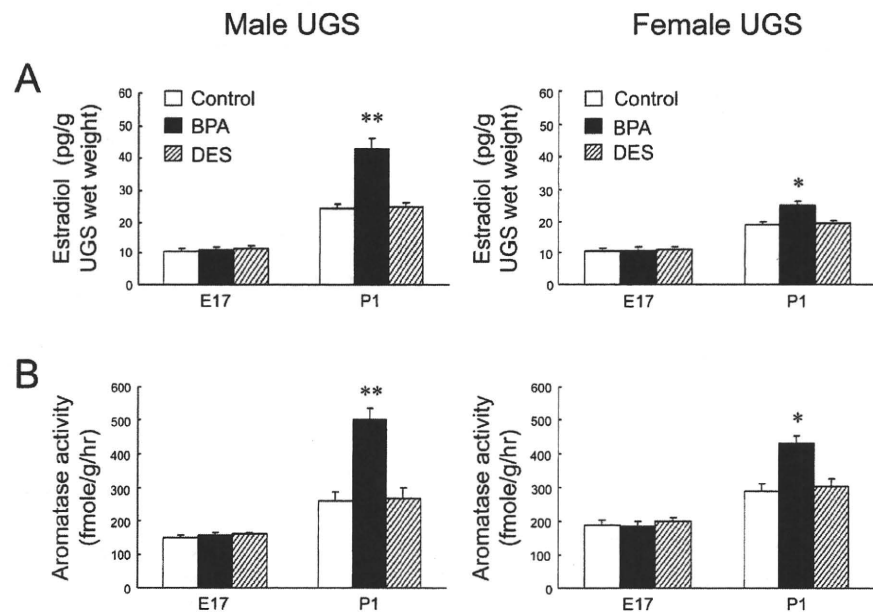 Male UGS
Female UGS
A
Estradiol (pg/g
UGS wet weight)
60
50
40
30
20
10
0
Control
BPA
DES
**
E17
P1
Estradiol (pg/g
UGS wet weight)
60
50
40
30
20
10
0
Control
BPA
DES
*
E17
P1
B
Aromatase activity
(fmole/g/hr)
600
500
400
300
200
100
0
**
E17
P1
Aromatase activity
(fmole/g/hr)
600
500
400
300
200
100
0
*
E17
P1